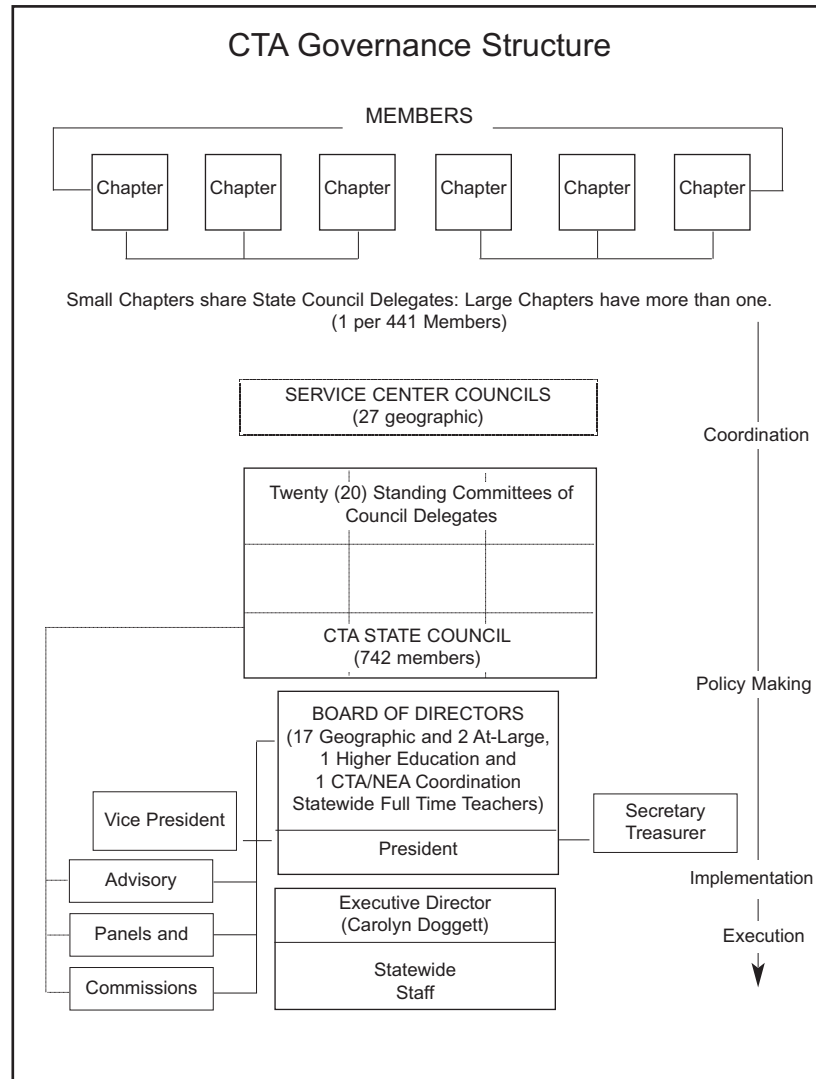 CTA Governance Structure
MEMBERS
Chapter
Chapter
Chapter
Chapter
Chapter
Chapter
Small Chapters share State Council Delegates: Large Chapters have more than one.
(1 per 441 Members)
SERVICE CENTER COUNCILS
(27 geographic)
Coordination
Twenty (20) Standing Committees of
Council Delegates
CTA STATE COUNCIL
(742 members)
Policy Making
BOARD OF DIRECTORS
(17 Geographic and 2 At-Large,
1 Higher Education and
1 CTA/NEA Coordination
Statewide Full Time Teachers)
President
Vice President
Secretary
Treasurer
Advisory
Panels and
Commissions
Implementation
Executive Director
(Carolyn Doggett)
Statewide
Staff
Execution